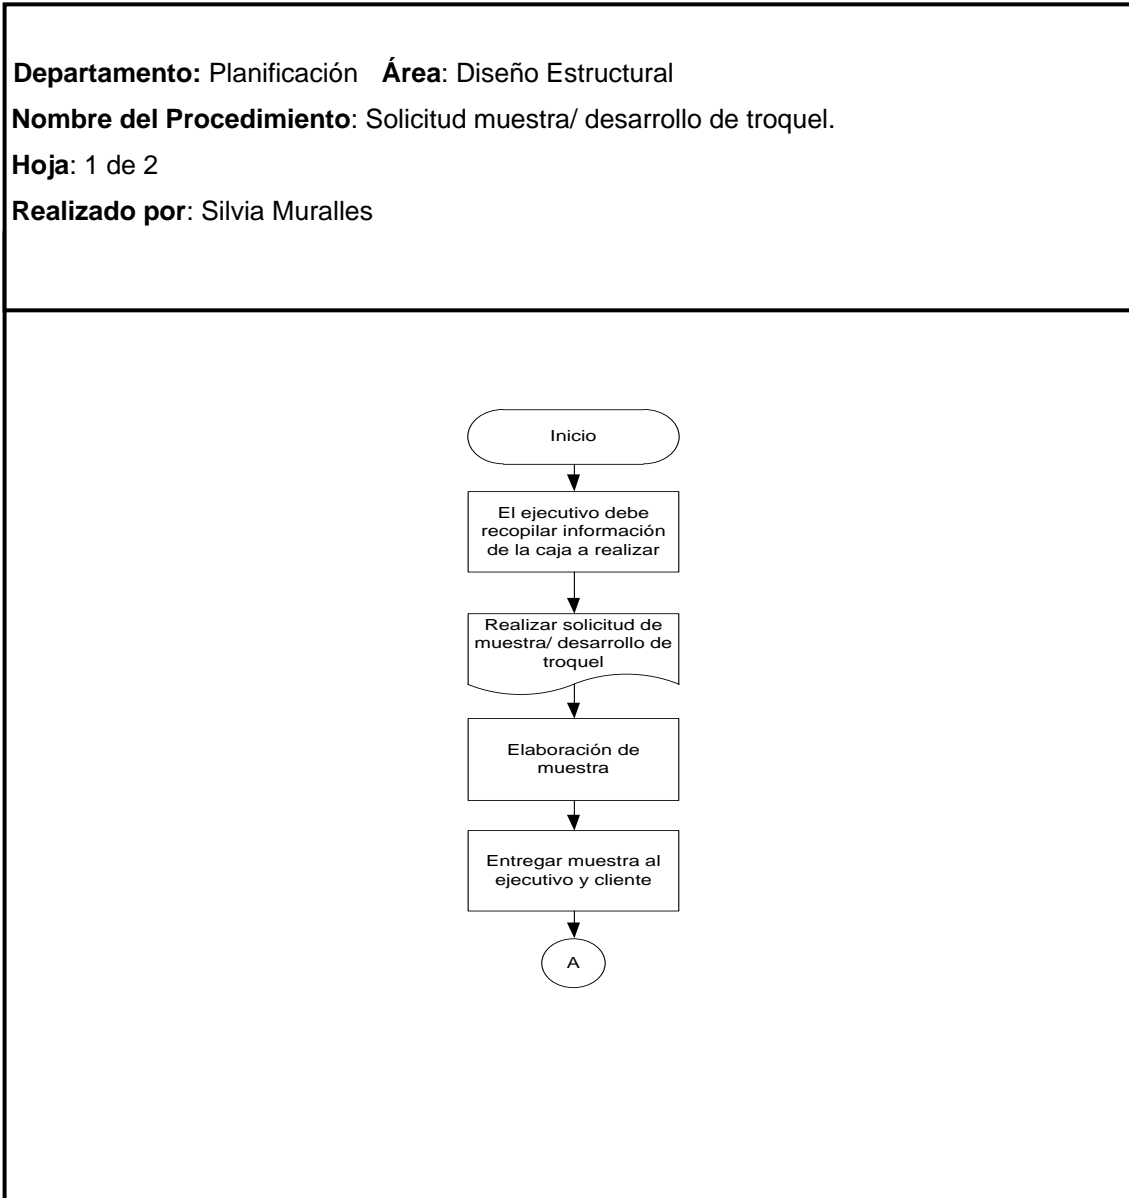 Departamento: Planificación Área: Diseño Estructural
Nombre del Procedimiento: Solicitud muestra/ desarrollo de troquel.
Hoja: 1 de 2
Realizado por: Silvia Muralles
Inicio
El ejecutivo debe
recopilar información
de la caja a realizar
Realizar solicitud de
muestra/ desarrollo de
troquel
Elaboración de
muestra
Entregar muestra al
ejecutivo y cliente
A